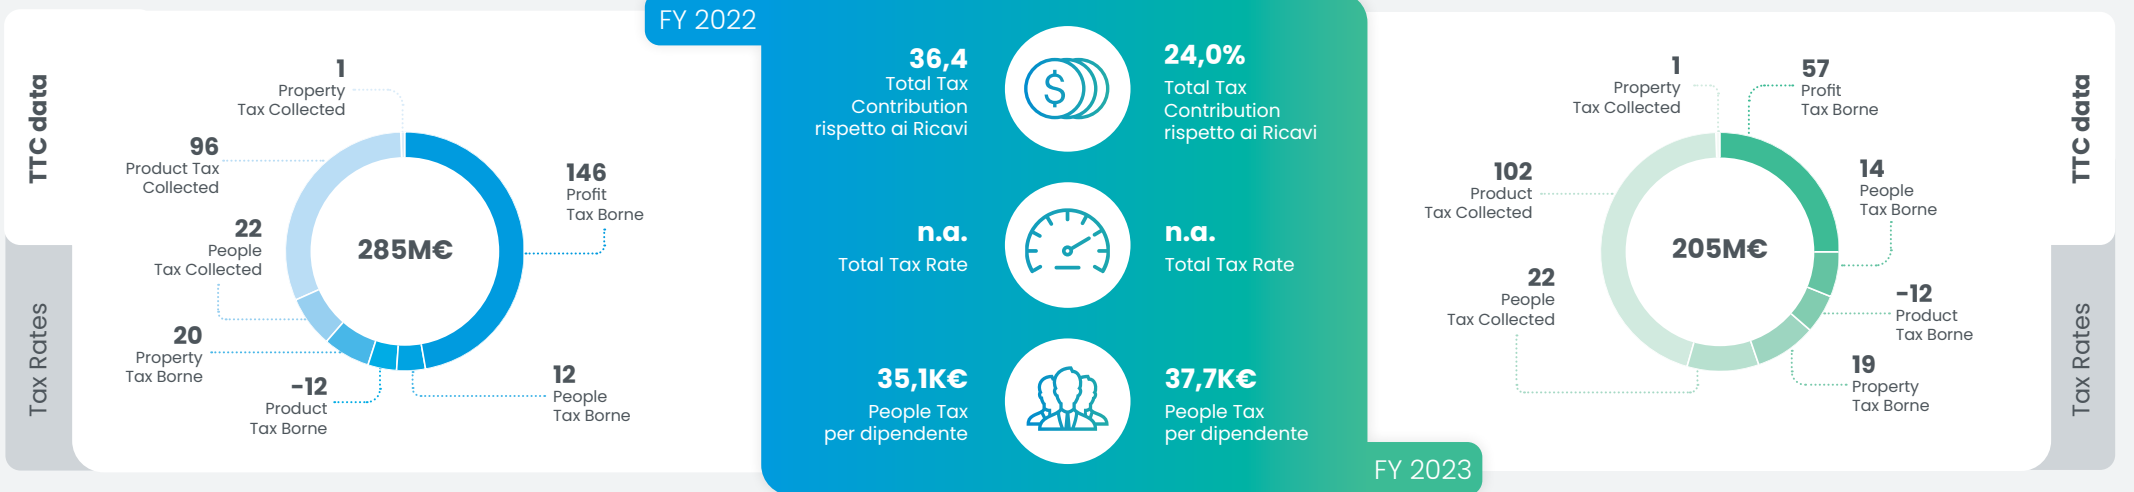 FY 2022
TTC data
Tax Rates
1
Property
Tax Collected
96
Product Tax
Collected
22
People
Tax Collected
20
Property
Tax Borne
-12
Product
Tax Borne
12
People
Tax Borne
146
Profit
Tax Borne
285M€
36,4
Total Tax
Contribution
rispetto ai Ricavi
24,0%
Total Tax
Contribution
rispetto ai Ricavi
n.a.
Total Tax Rate
n.a.
Total Tax Rate
35,1K€
People Tax
per dipendente
37,7K€
People Tax
per dipendente
FY 2023
1
Property
Tax Collected
57
Profit
Tax Borne
102
Product
Tax Collected
14
People
Tax Borne
205M€
22
People
Tax Collected
-12
Product
Tax Borne
19
Property
Tax Borne
TTC data
Tax Rates